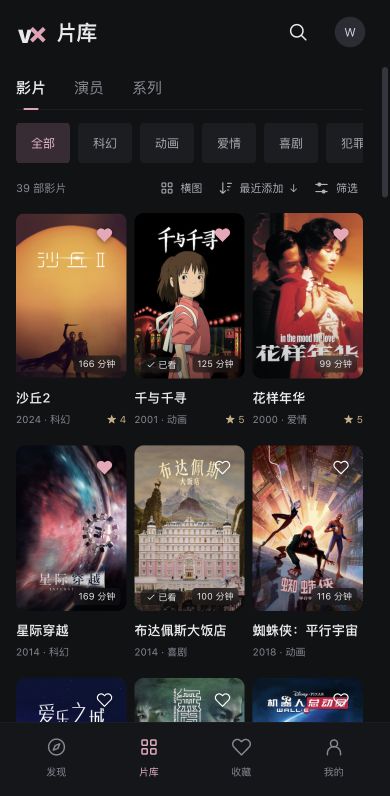 vx 片库
W
影片 演员 系列
全部 科幻 动画 爱情 喜剧 犯罪
39 部影片 横图 最近添加 ↓ 筛选
沙丘 II
166 分钟
千与千寻
✓ 已看 125 分钟
in the mood for love
花样年华
99 分钟
沙丘2 千与千寻 花样年华
2024 · 科幻 ★ 4 2001 · 动画 ★ 5 2000 · 爱情 ★ 5
星际穿越
169 分钟
布达佩斯
大饭店
✓ 已看 100 分钟
蜘蛛侠
116 分钟
星际穿越 布达佩斯大饭店 蜘蛛侠：平行宇宙
2014 · 科幻 2014 · 喜剧 2018 · 动画
爱乐之城
Disney · PIXAR
机器人总动员
WALL·E
发现 片库 收藏 我的